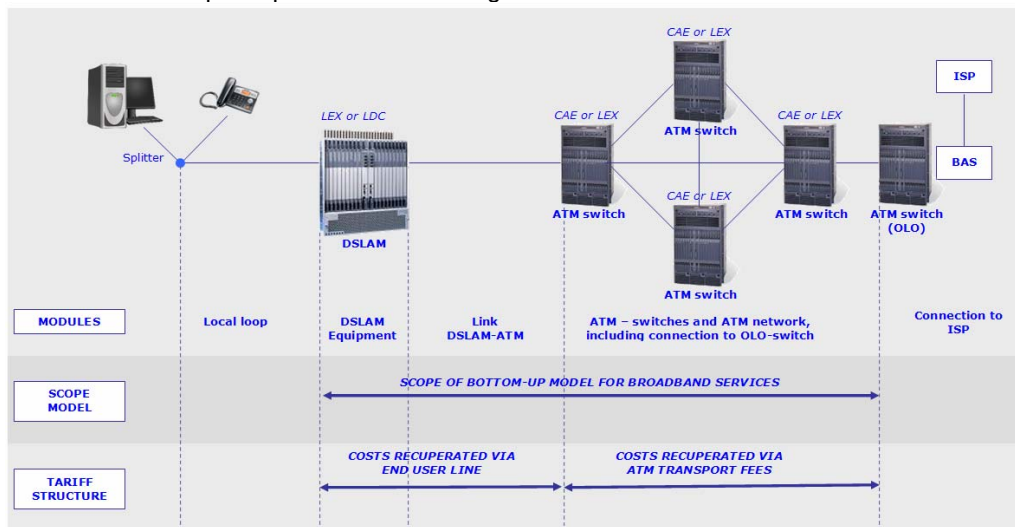 CAE or LEX
ISP
LEX or LDC
CAE or LEX
ATM switch
CAE or LEX
Splitter
BAS
CAE or LEX
ATM switch
ATM switch
ATM switch
(OLO)
DSLAM
ATM switch
MODULES
Local loop
DSLAM
Equipment
Link
DSLAM-ATM
ATM – switches and ATM network,
including connection to OLO-switch
Connection to
ISP
SCOPE
MODEL
SCOPE OF BOTTOM-UP MODEL FOR BROADBAND SERVICES
TARIFF
STRUCTURE
COSTS RECUPERATED VIA
END USER LINE
COSTS RECUPERATED VIA
ATM TRANSPORT FEES